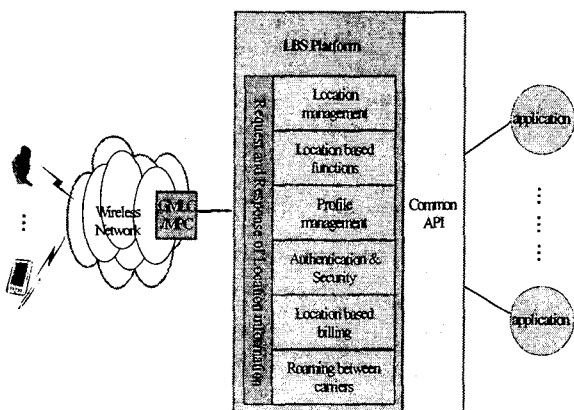 LBS Platform
Request and Response of Location information
Location
management
Location based
functions
Profile
management
Authentication &
Security
Location based
billing
Roaming between
carriers
Wireless
Network
GMLC
/MPC
Common
API
application
application